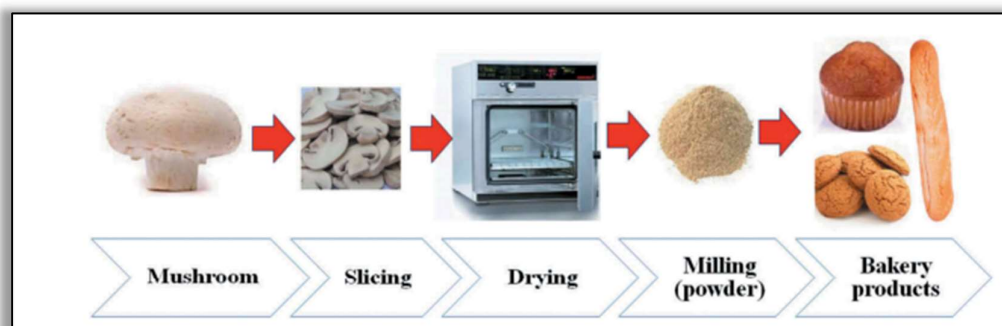 Mushroom
Slicing
Drying
Milling
(powder)
Bakery
products